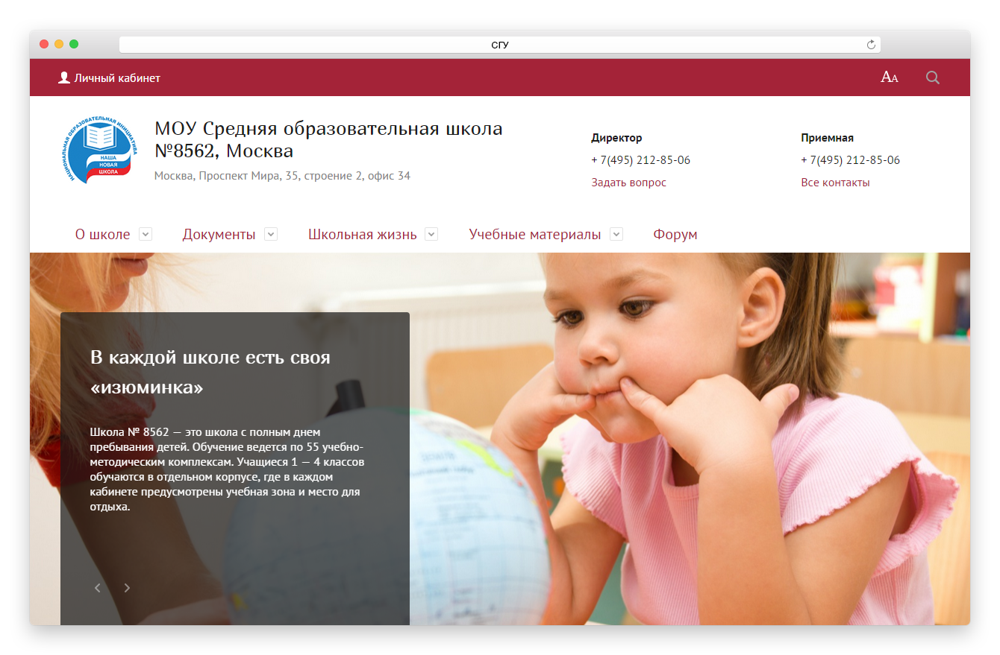 СГУ
Личный кабинет
AA
НАЦИОНАЛЬНАЯ ОБРАЗОВАТЕЛЬНАЯ ИНИЦИАТИВА
НАША
НОВАЯ
ШКОЛА
МОУ Средняя образовательная школа
№8562, Москва
Москва, Проспект Мира, 35, строение 2, офис 34
Директор
+ 7(495) 212-85-06
Задать вопрос
Приемная
+ 7(495) 212-85-06
Все контакты
О школе Документы Школьная жизнь Учебные материалы Форум
В каждой школе есть своя
«изюминка»
Школа № 8562 — это школа с полным днем
пребывания детей. Обучение ведется по 55 учебно-
методическим комплексам. Учащиеся 1 — 4 классов
обучаются в отдельном корпусе, где в каждом
кабинете предусмотрены учебная зона и место для
отдыха.